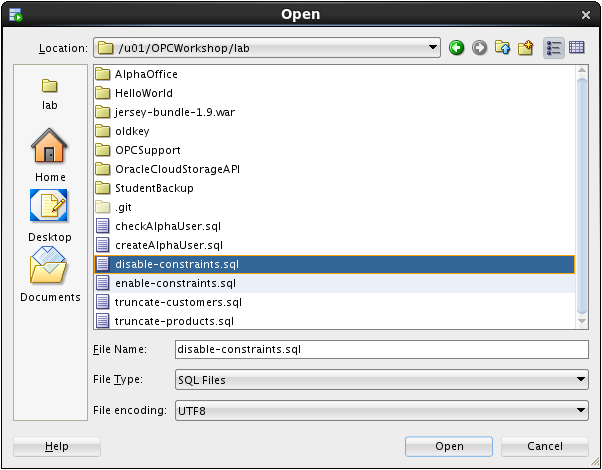 Open
Location: /u01/OPCWorkshop/lab
lab
Home
Desktop
Documents
AlphaOffice
HelloWorld
jersey-bundle-1.9.war
oldkey
OPCSupport
OracleCloudStorageAPI
StudentBackup
.git
checkAlphaUser.sql
createAlphaUser.sql
disable-constraints.sql
enable-constraints.sql
truncate-customers.sql
truncate-products.sql
File Name: disable-constraints.sql
File Type: SQL Files
File encoding: UTF8
Help Open Cancel